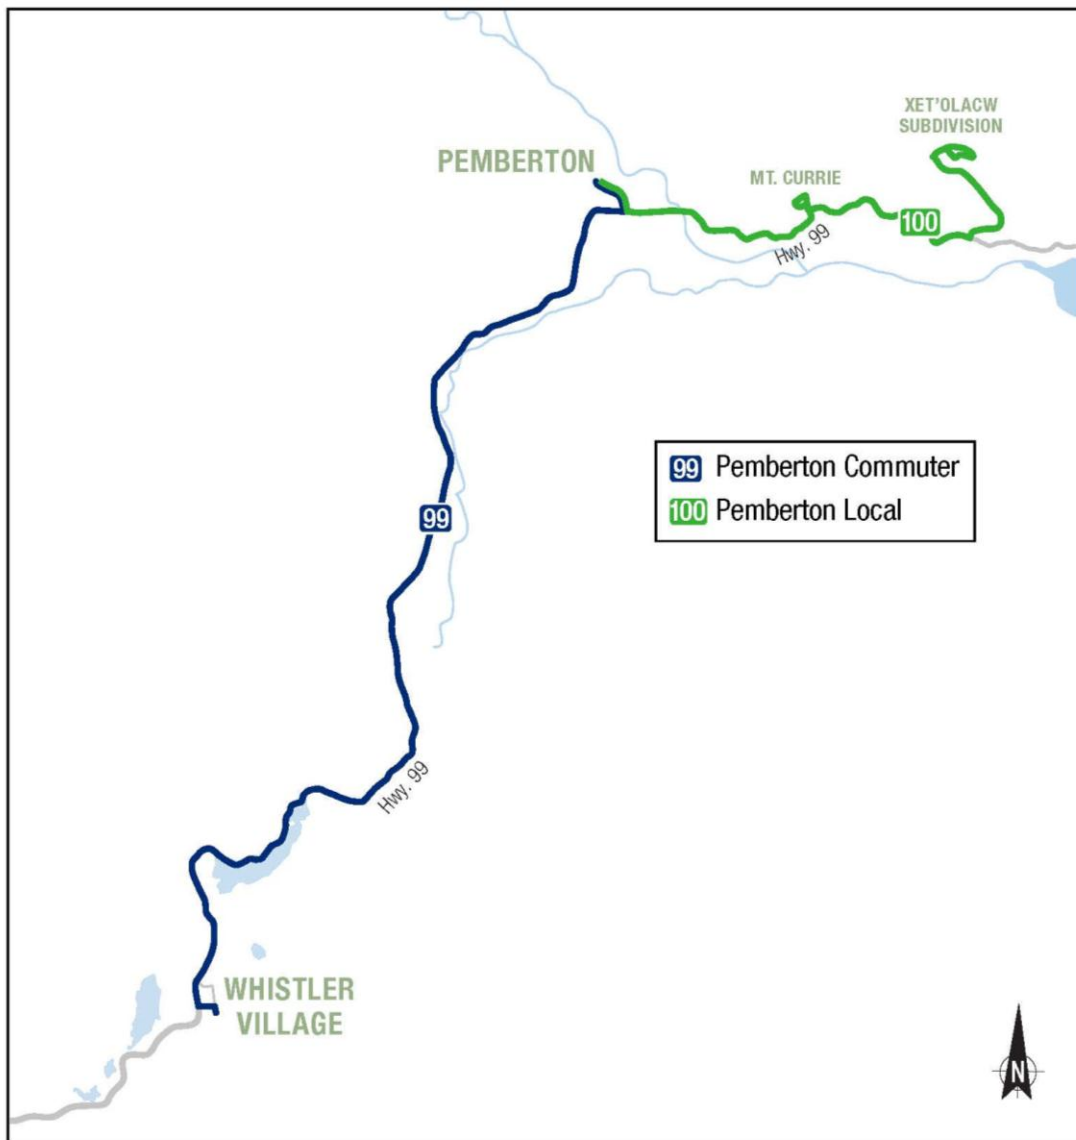 XET'OLACW
SUBDIVISION
PEMBERTON
MT. CURRIE
100
Hwy. 99
99 Pemberton Commuter
100 Pemberton Local
99
Hwy. 99
WHISTLER
VILLAGE
N